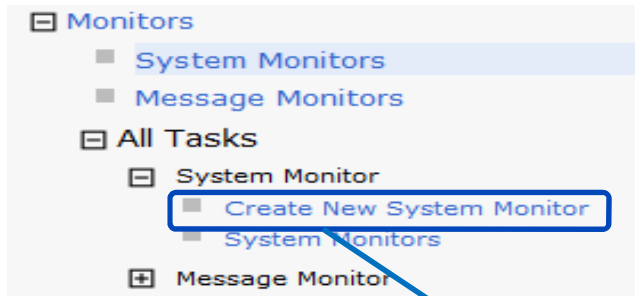 Monitors
System Monitors
Message Monitors
All Tasks
System Monitor
Create New System Monitor
System Monitors
Message Monitor